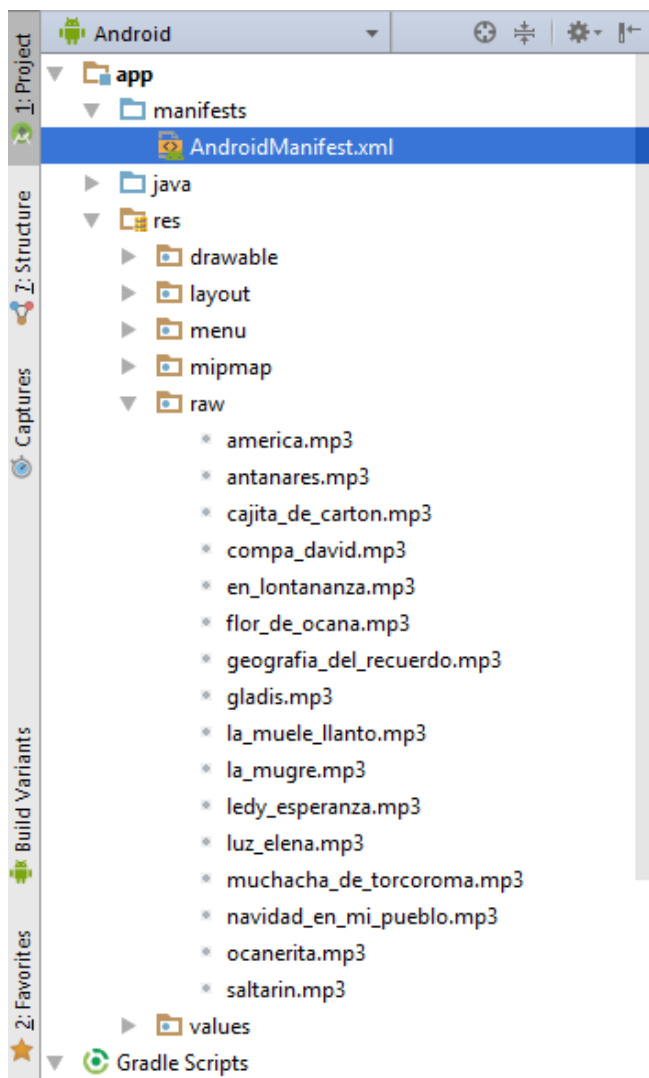 Android
app
manifests
AndroidManifest.xml
java
res
drawable
layout
menu
mipmap
raw
america.mp3
antanares.mp3
cajita_de_carton.mp3
compa_david.mp3
en_lontananza.mp3
flor_de_ocana.mp3
geografia_del_recuerdo.mp3
gladis.mp3
la_muele_llanto.mp3
la_mugre.mp3
ledy_esperanza.mp3
luz_elena.mp3
muchacha_de_torcoroma.mp3
navidad_en_mi_pueblo.mp3
ocanerita.mp3
saltarin.mp3
values
Gradle Scripts
1: Project
7: Structure
Captures
Build Variants
2: Favorites